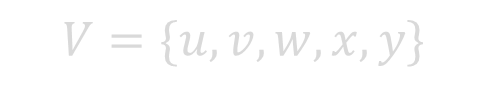 V = {u, v, w, x, y}